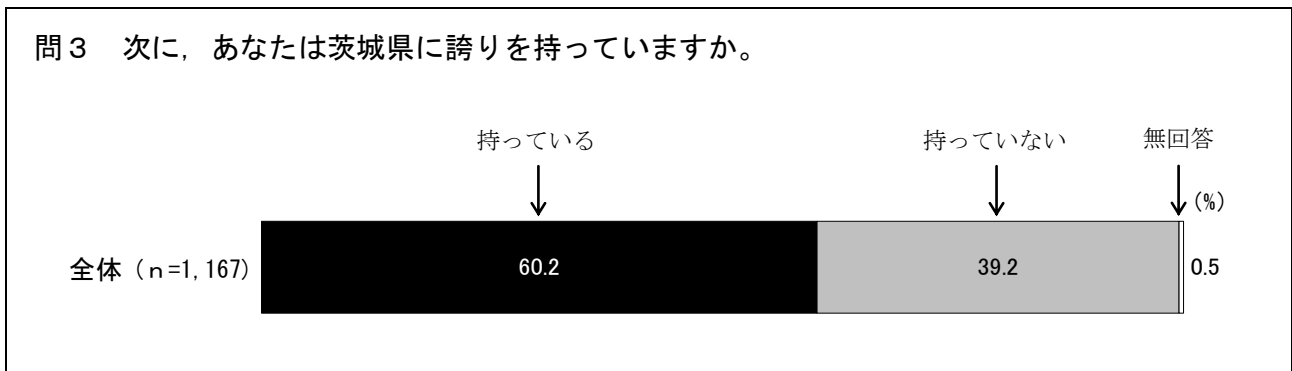 問３　次に，あなたは茨城県に誇りを持っていますか。
持っている　持っていない　無回答
(%)
全体（ｎ=1,167）　60.2　39.2　0.5